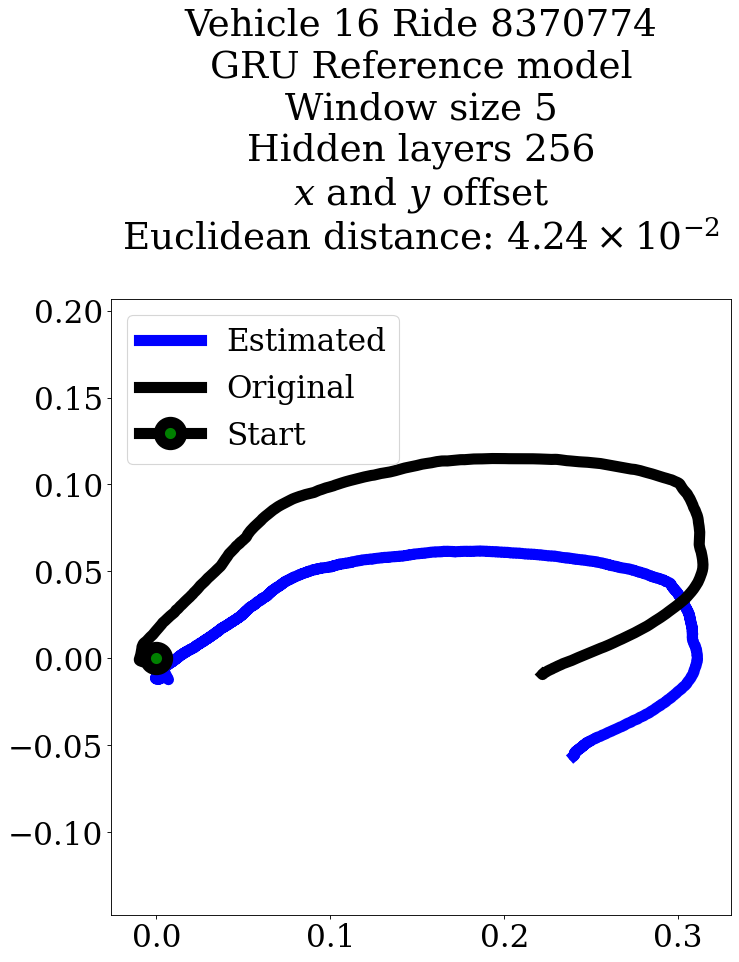 Vehicle 16 Ride 8370774
GRU Reference model
Window size 5
Hidden layers 256
x and y offset
Euclidean distance: 4.24 × 10⁻²
0.20
0.15
0.10
0.05
0.00
−0.05
−0.10
Estimated
Original
Start
0.0 0.1 0.2 0.3